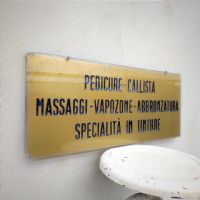 PEDICURE-CALLISTA
MASSAGGI-VAPOZONE-ABBRONZATURA
SPECIALITÀ IN TINTURE